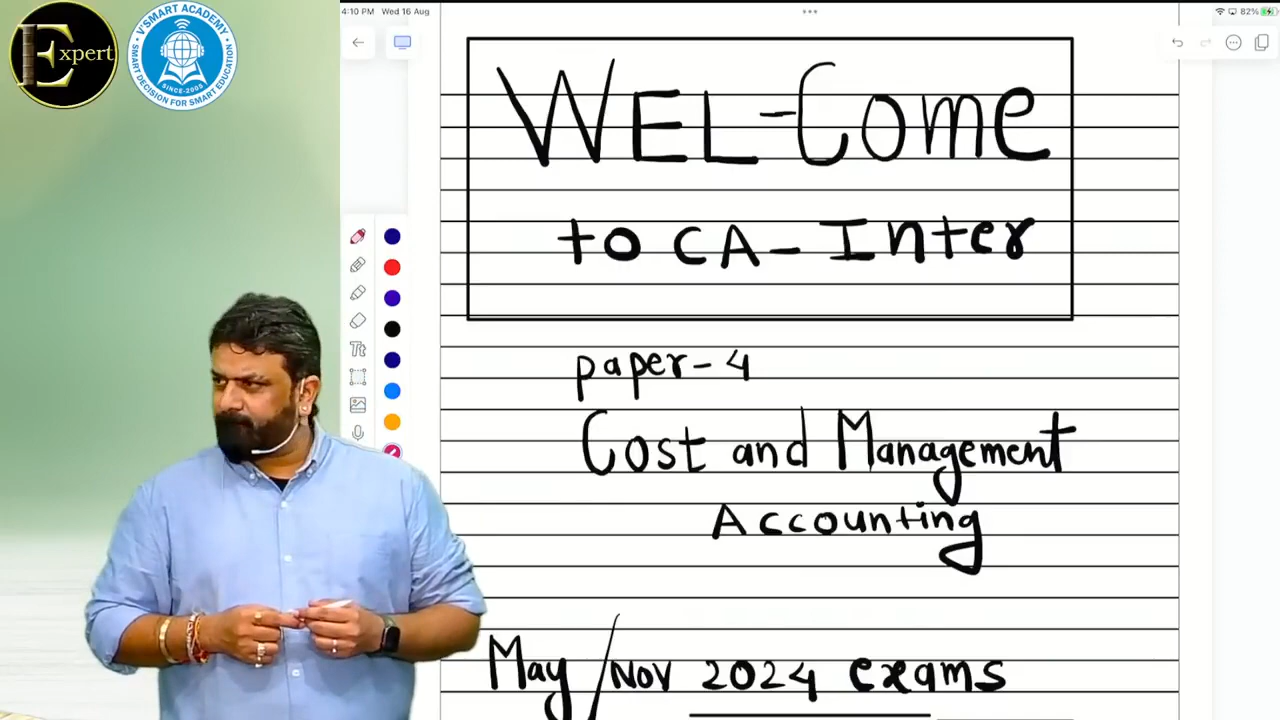 Expert
V'SMART ACADEMY
SINCE-2003
SMART DECISION FOR SMART EDUCATION
4:10 PM Wed 16 Aug
82%
WEL-Come
to CA-Inter
Tt
paper-4
Cost and Management
Accounting
May/Nov 2024 exams